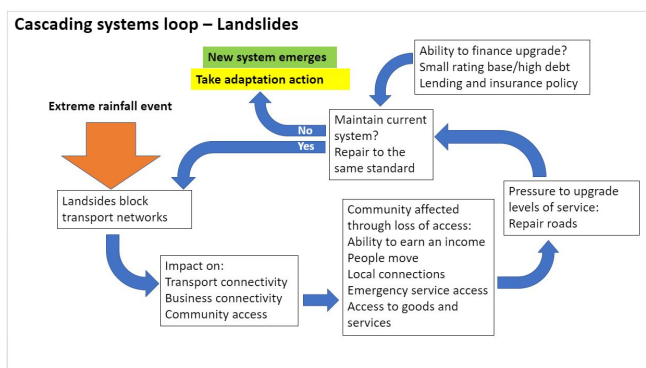 Cascading systems loop – Landslides
New system emerges
Take adaptation action
Ability to finance upgrade?
Small rating base/high debt
Lending and insurance policy
Extreme rainfall event
No
Yes
Maintain current
system?
Repair to the
same standard
Landsides block
transport networks
Pressure to upgrade
levels of service:
Repair roads
Community affected
through loss of access:
Ability to earn an income
People move
Local connections
Emergency service access
Access to goods and
services
Impact on:
Transport connectivity
Business connectivity
Community access